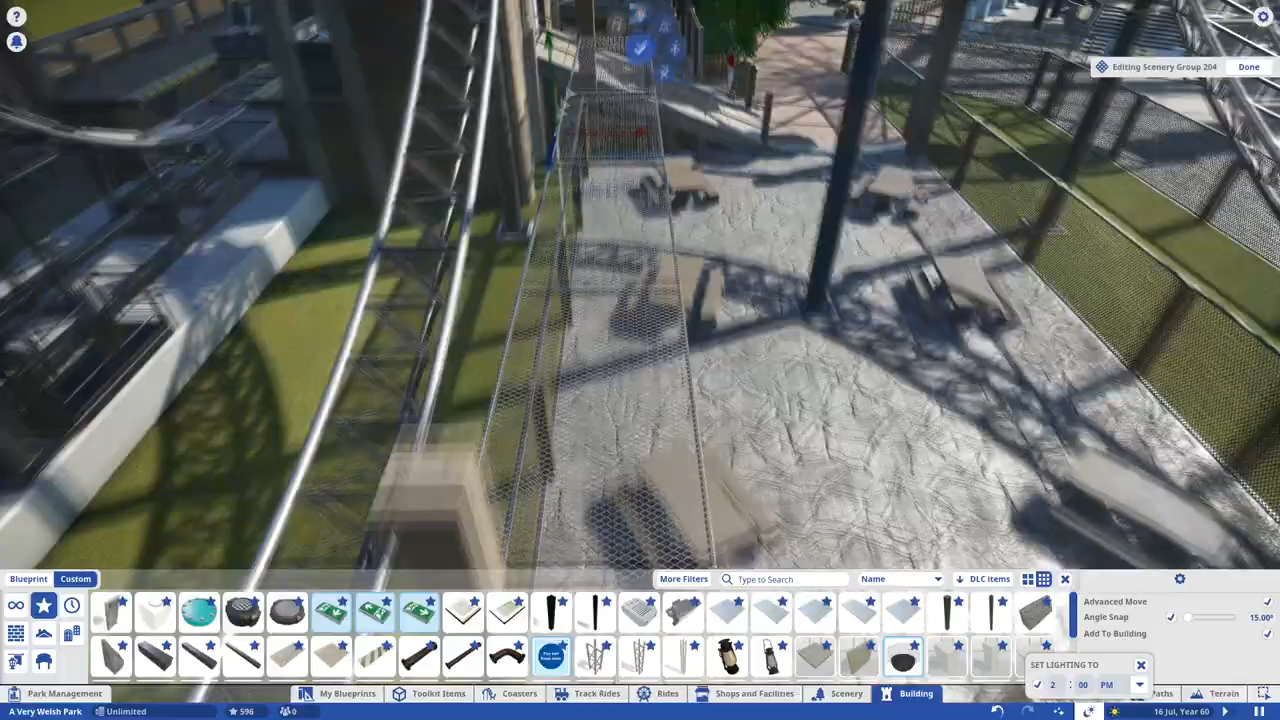 ?
Editing Scenery Group 204 Done
Blueprint Custom More Filters Type to Search Name DLC items
Advanced Move
Angle Snap 15.00°
Add To Building
SET LIGHTING TO
2 : 00 PM
Park Management My Blueprints Toolkit Items Coasters Track Rides Rides Shops and Facilities Scenery Building Paths Terrain
A Very Welsh Park Unlimited 596 0 16 Jul, Year 60